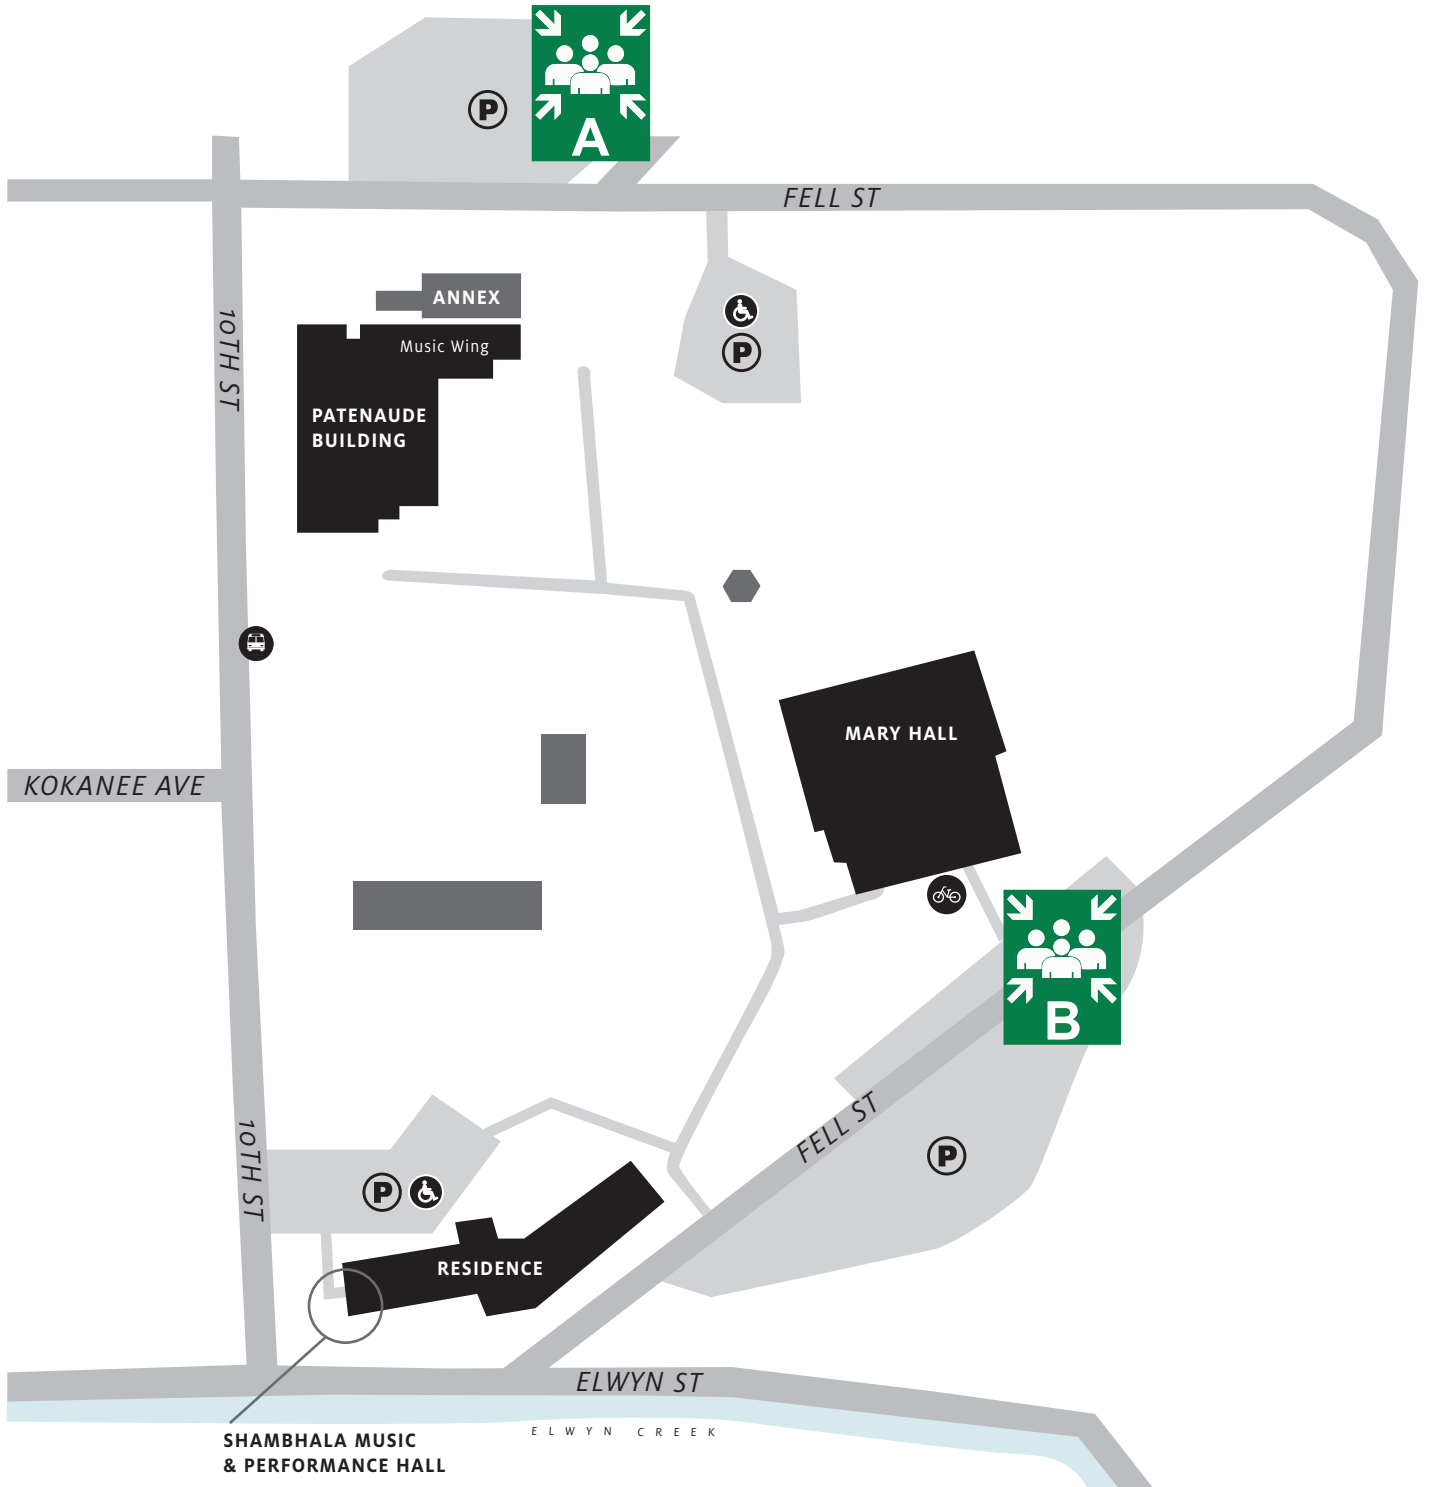 P
A
FELL ST
ANNEX
Music Wing
10TH ST
P
PATENAUDE
BUILDING
MARY HALL
KOKANEE AVE
B
FELL ST
10TH ST
P
P
RESIDENCE
ELWYN ST
ELWYN CREEK
SHAMBHALA MUSIC
& PERFORMANCE HALL